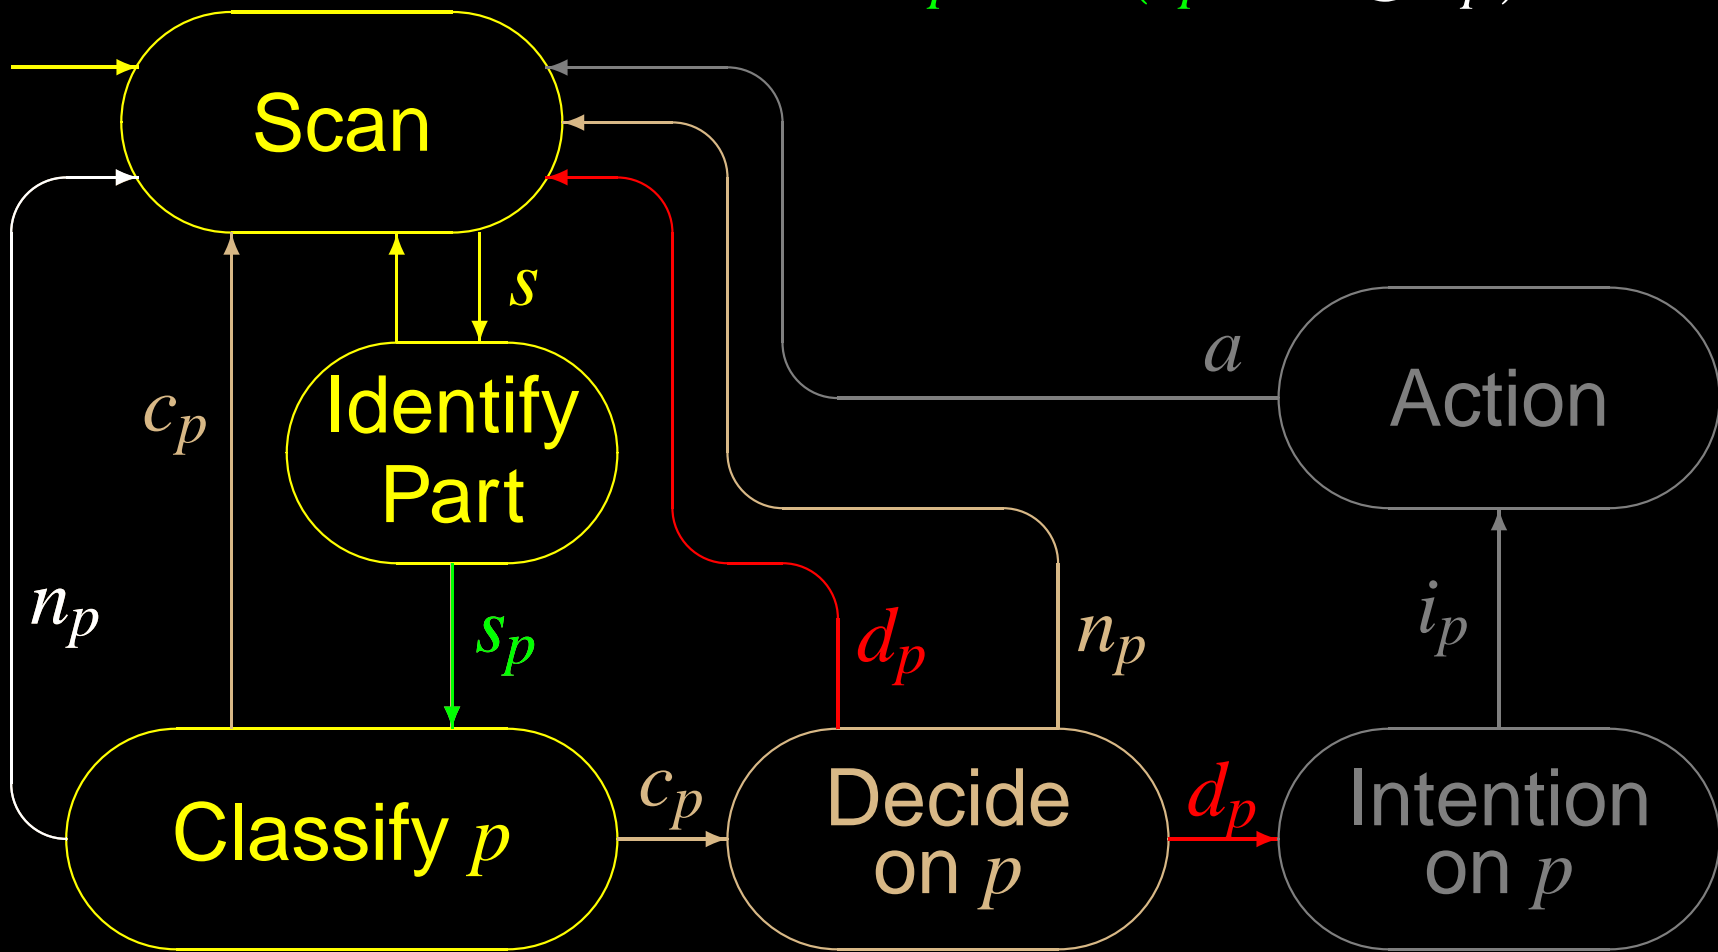 Scan
s
Identify
Part
a
Action
c_p
n_p
s_p
d_p
n_p
i_p
Classify p
c_p
Decide
on p
d_p
Intention
on p